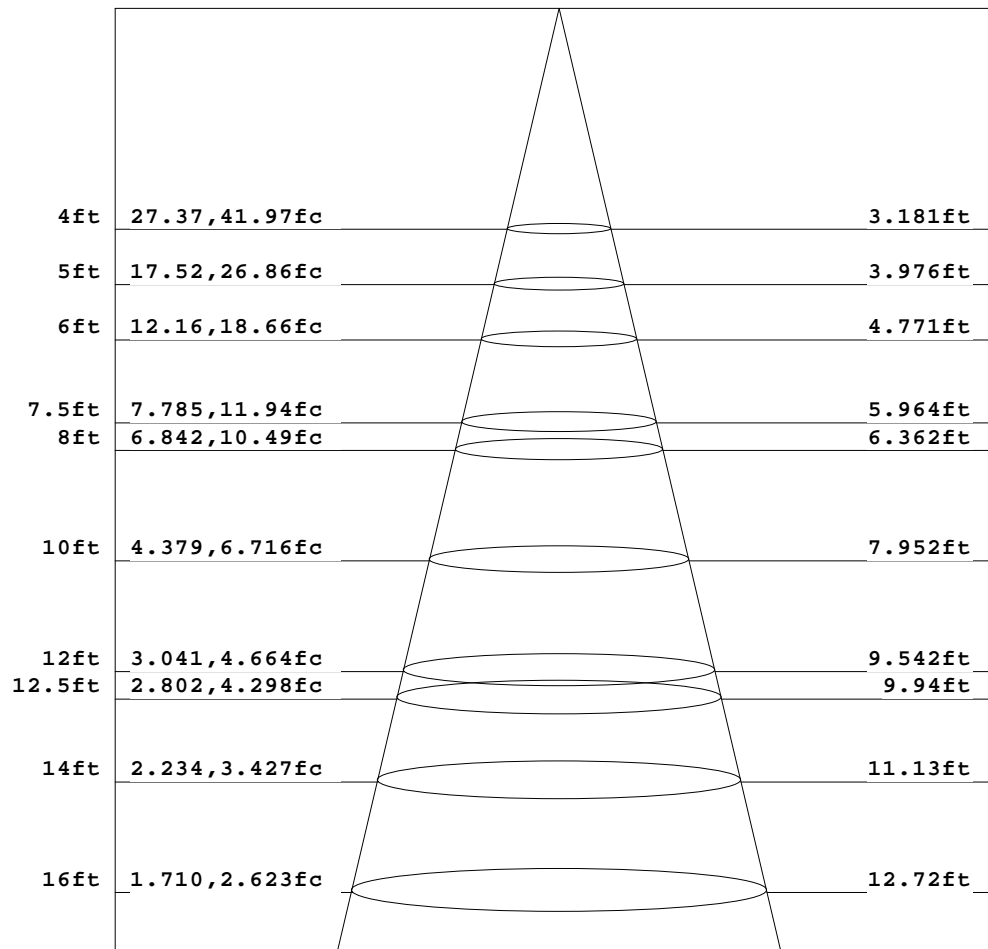 4ft 27.37,41.97fc 3.181ft
5ft 17.52,26.86fc 3.976ft
6ft 12.16,18.66fc 4.771ft
7.5ft 7.785,11.94fc 5.964ft
8ft 6.842,10.49fc 6.362ft
10ft 4.379,6.716fc 7.952ft
12ft 3.041,4.664fc 9.542ft
12.5ft 2.802,4.298fc 9.94ft
14ft 2.234,3.427fc 11.13ft
16ft 1.710,2.623fc 12.72ft